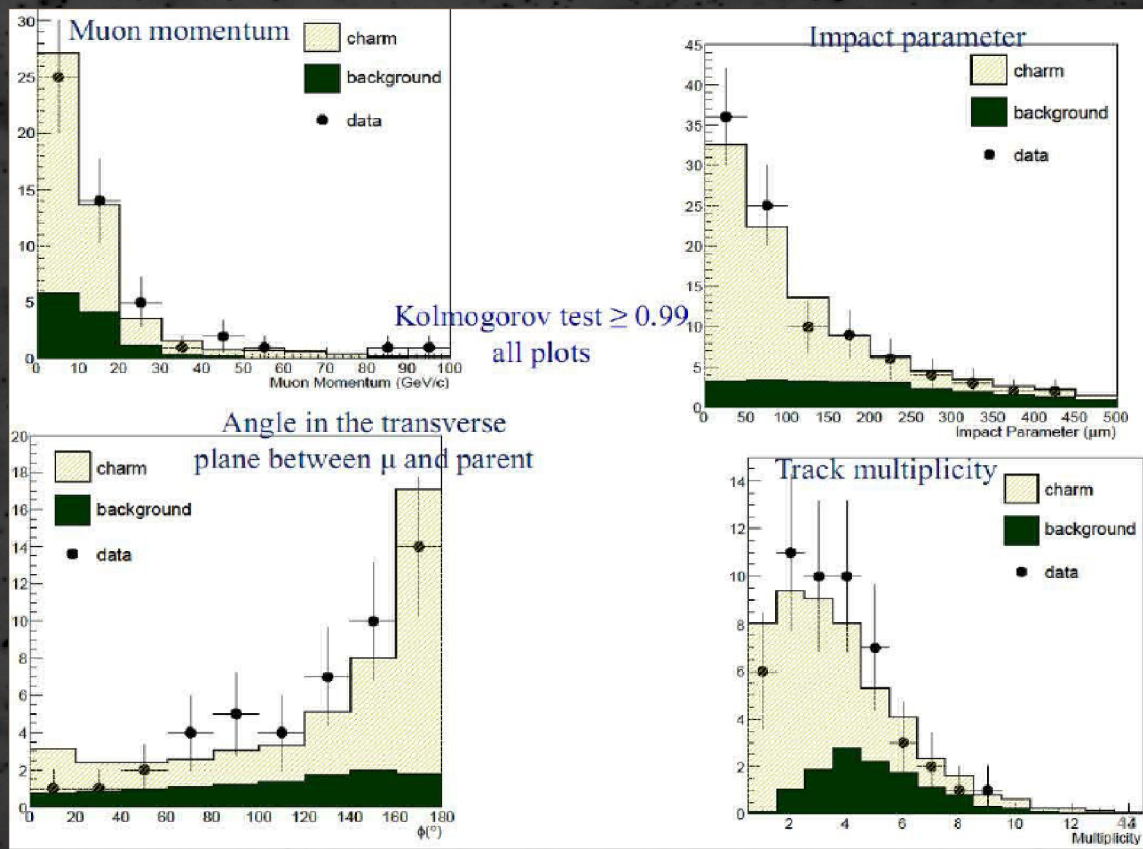 Muon momentum
30
25
20
15
10
5
0
charm
background
data
0 10 20 30 40 50 60 70 80 90 100
Muon Momentum (GeV/c)
Impact parameter
45
40
35
30
25
20
15
10
5
0
charm
background
data
0 50 100 150 200 250 300 350 400 450 500
Impact Parameter (μm)
Kolmogorov test ≥ 0.99
all plots
Angle in the transverse
plane between μ and parent
20
18
16
14
12
10
8
6
4
2
0
charm
background
data
0 20 40 60 80 100 120 140 160 180
ϕ(°)
Track multiplicity
14
12
10
8
6
4
2
0
charm
background
data
2 4 6 8 10 12 14
Multiplicity